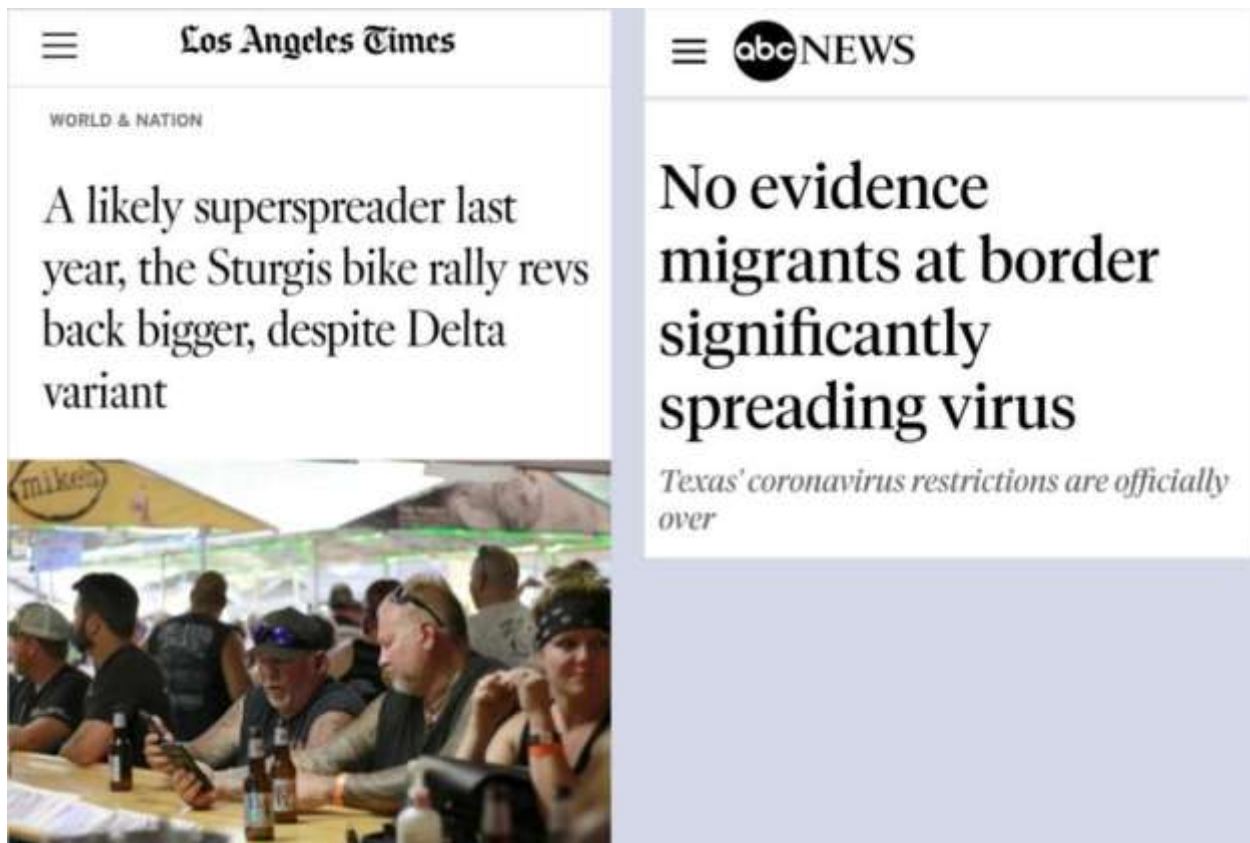 Los Angeles Times
WORLD & NATION
A likely superspreader last
year, the Sturgis bike rally revs
back bigger, despite Delta
variant
mikes
abc NEWS
No evidence
migrants at border
significantly
spreading virus
Texas' coronavirus restrictions are officially
over